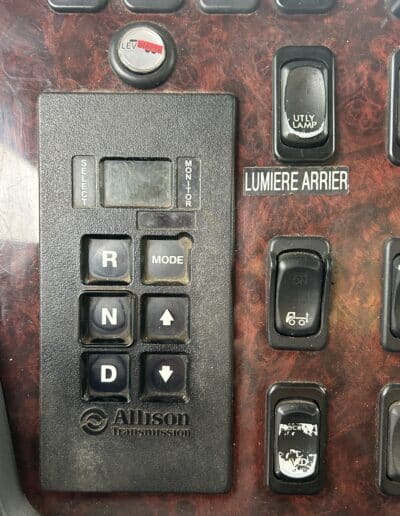 LEV
UTLY
LAMP
LUMIERE ARRIER
SELECT
MONITOR
R
MODE
N
D
Allison
Transmission